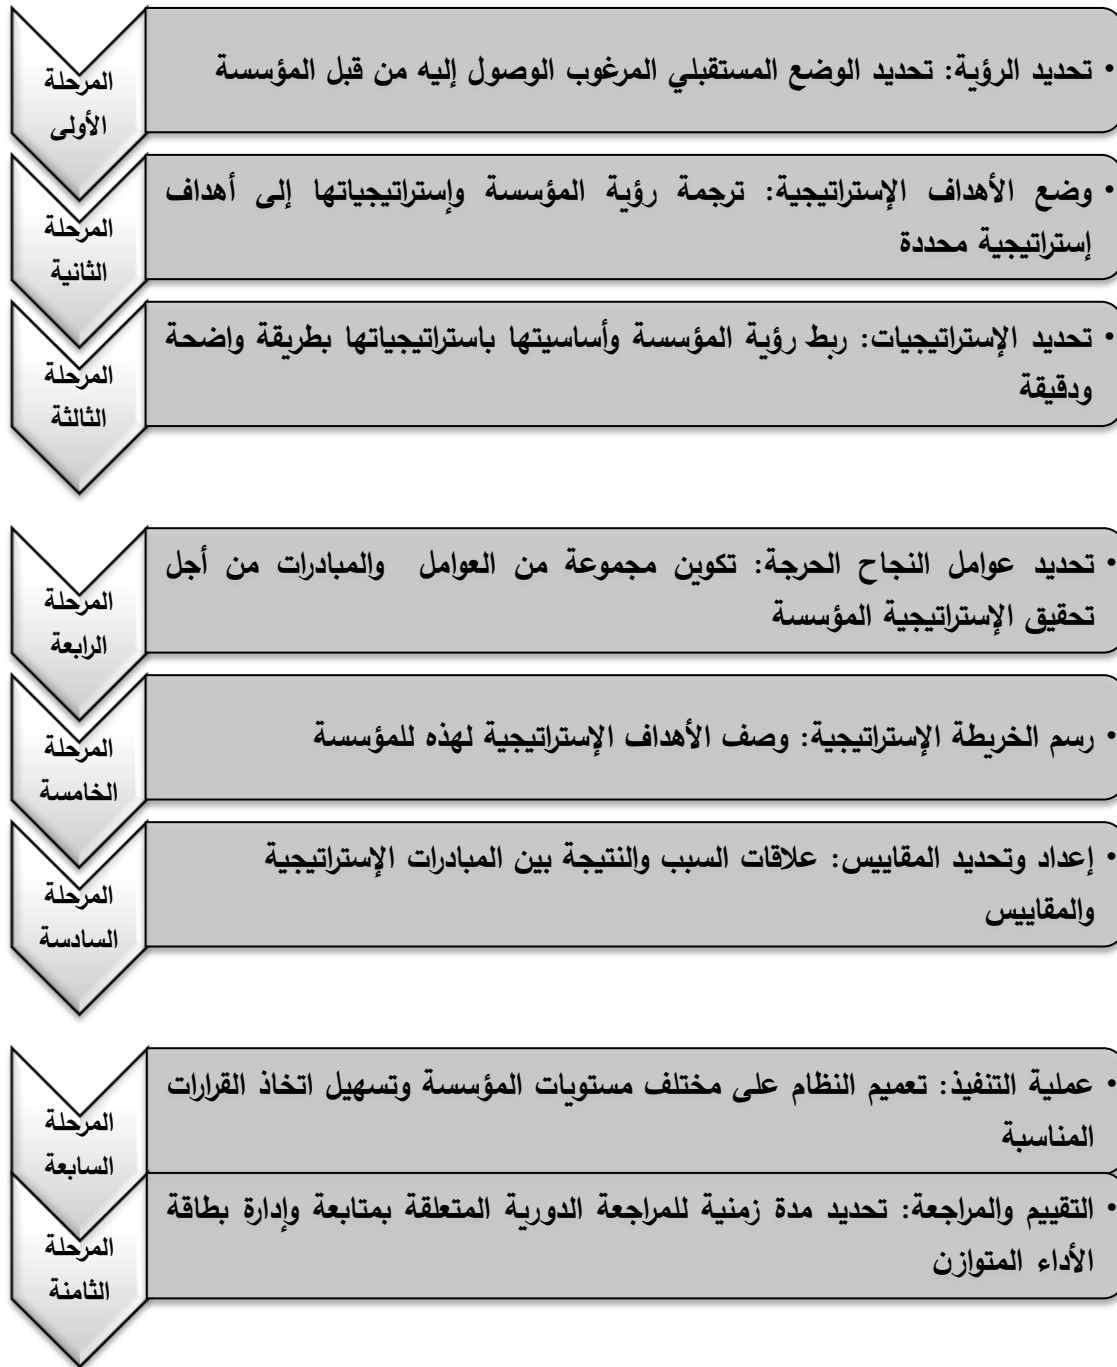 المرحلة
الأولى
• تحديد الرؤية: تحديد الوضع المستقبلي المرغوب الوصول إليه من قبل المؤسسة
المرحلة
الثانية
• وضع الأهداف الإستراتيجية: ترجمة رؤية المؤسسة وإستراتيجياتها إلى أهداف
إستراتيجية محددة
المرحلة
الثالثة
• تحديد الإستراتيجيات: ربط رؤية المؤسسة وأساسيتها باستراتيجياتها بطريقة واضحة
ودقيقة
المرحلة
الرابعة
• تحديد عوامل النجاح الحرجة: تكوين مجموعة من العوامل والمبادرات من أجل
تحقيق الإستراتيجية المؤسسة
المرحلة
الخامسة
• رسم الخريطة الإستراتيجية: وصف الأهداف الإستراتيجية لهذه للمؤسسة
المرحلة
السادسة
• إعداد وتحديد المقاييس: علاقات السبب والنتيجة بين المبادرات الإستراتيجية
والمقاييس
المرحلة
السابعة
• عملية التنفيذ: تعميم النظام على مختلف مستويات المؤسسة وتسهيل اتخاذ القرارات
المناسبة
المرحلة
الثامنة
• التقييم والمراجعة: تحديد مدة زمنية للمراجعة الدورية المتعلقة بمتابعة وإدارة بطاقة
الأداء المتوازن